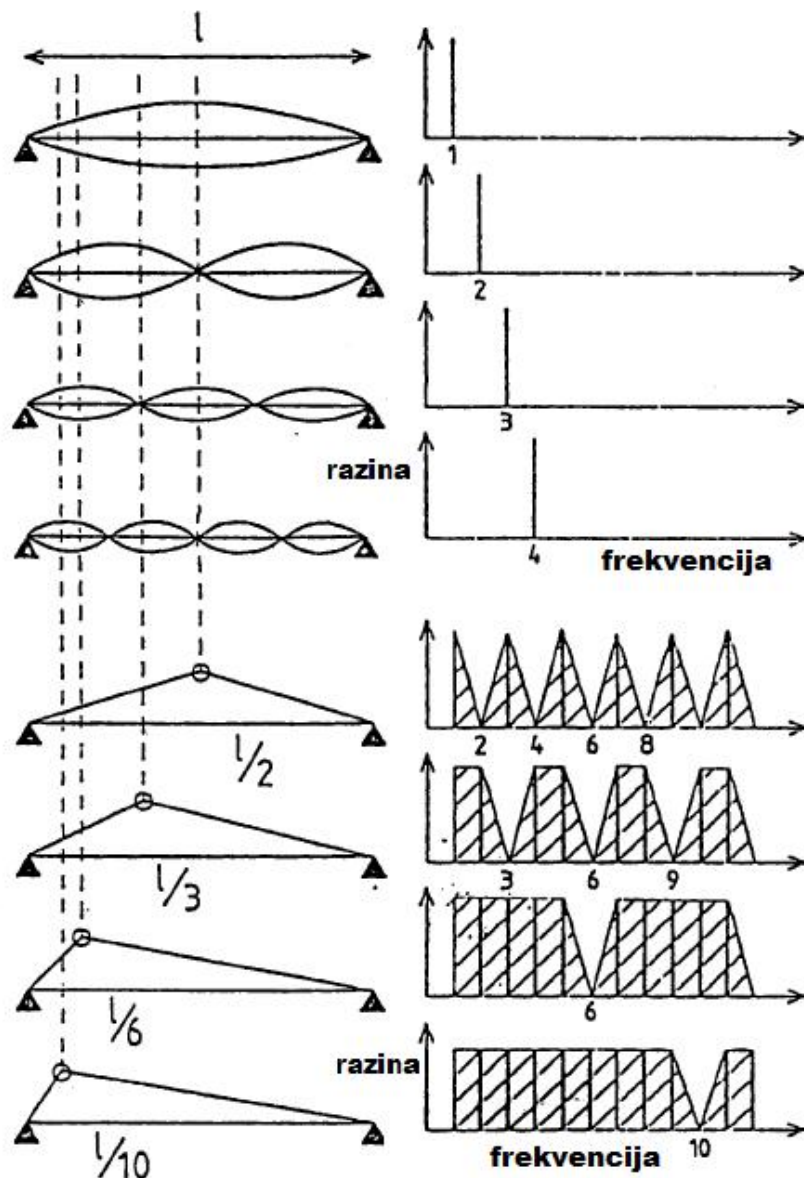 l
1
2
3
razina
4
frekvencija
l/2
2 4 6 8
l/3
3 6 9
l/6
6
razina
l/10
10
frekvencija